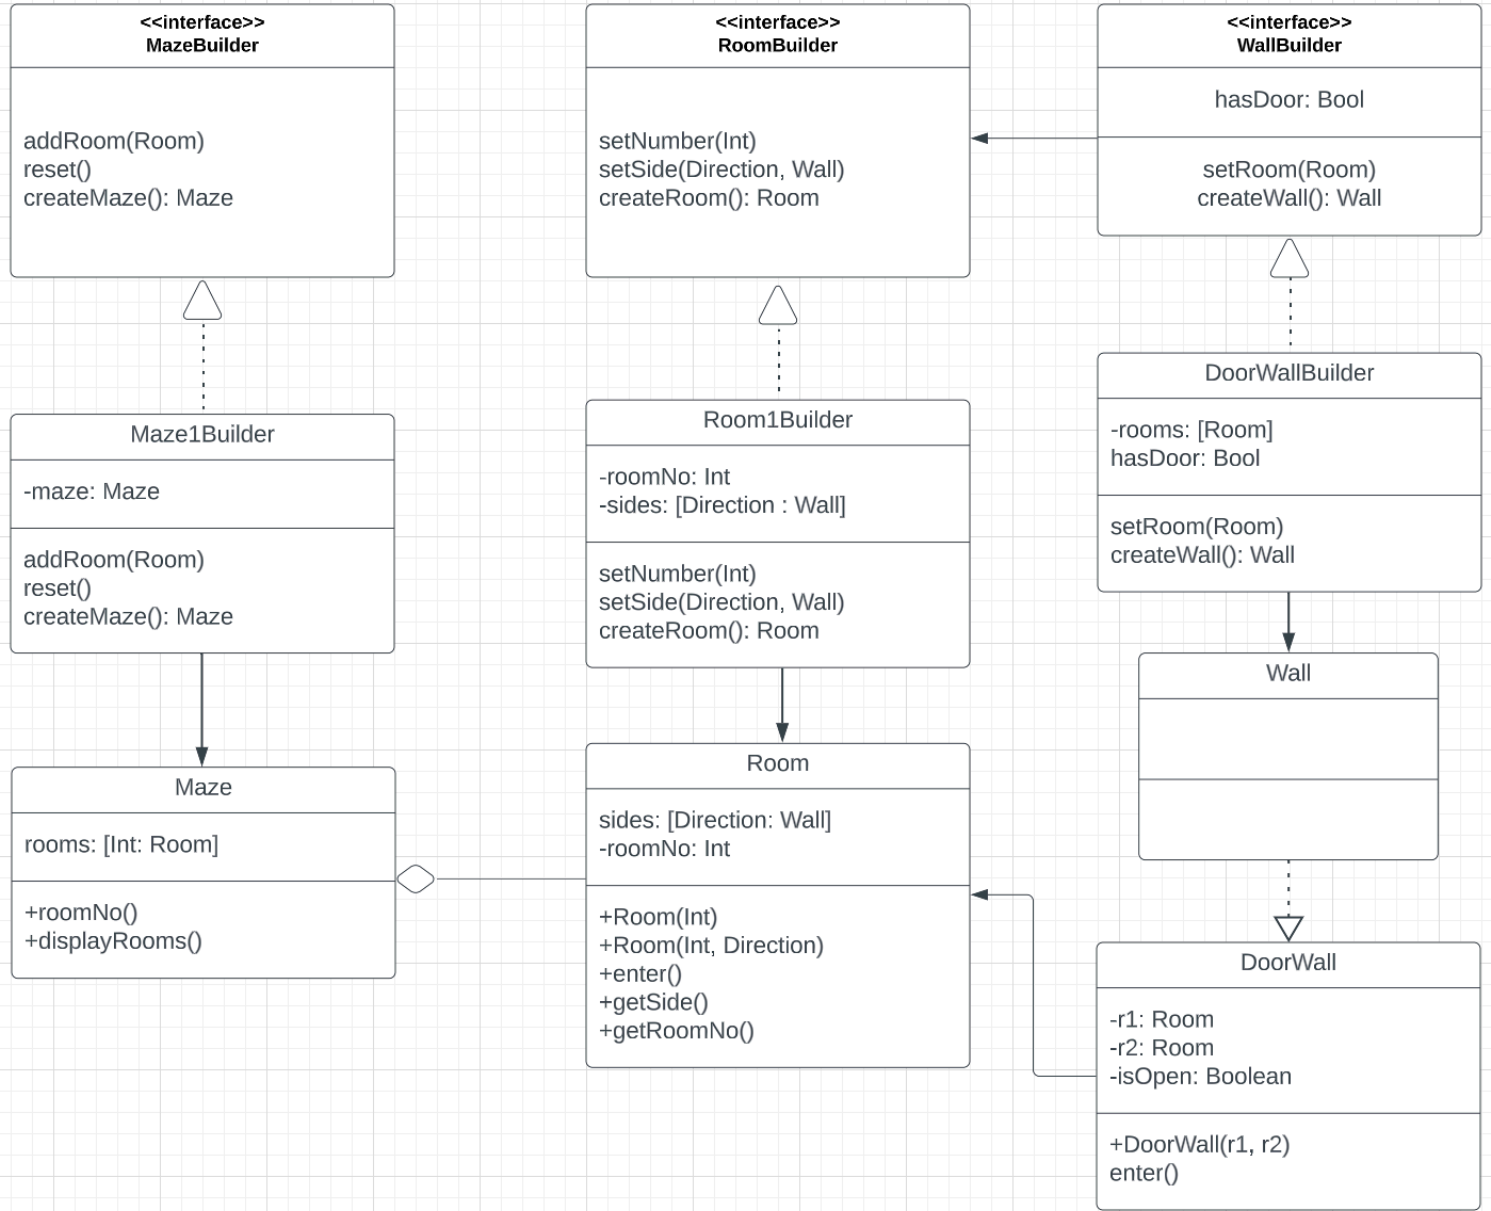 <<interface>>
MazeBuilder
addRoom(Room)
reset()
createMaze(): Maze
<<interface>>
RoomBuilder
setNumber(Int)
setSide(Direction, Wall)
createRoom(): Room
<<interface>>
WallBuilder
hasDoor: Bool
setRoom(Room)
createWall(): Wall
Maze1Builder
-maze: Maze
addRoom(Room)
reset()
createMaze(): Maze
Room1Builder
-roomNo: Int
-sides: [Direction : Wall]
setNumber(Int)
setSide(Direction, Wall)
createRoom(): Room
DoorWallBuilder
-rooms: [Room]
hasDoor: Bool
setRoom(Room)
createWall(): Wall
Maze
rooms: [Int: Room]
+roomNo()
+displayRooms()
Room
sides: [Direction: Wall]
-roomNo: Int
+Room(Int)
+Room(Int, Direction)
+enter()
+getSide()
+getRoomNo()
Wall
DoorWall
-r1: Room
-r2: Room
-isOpen: Boolean
+DoorWall(r1, r2)
enter()